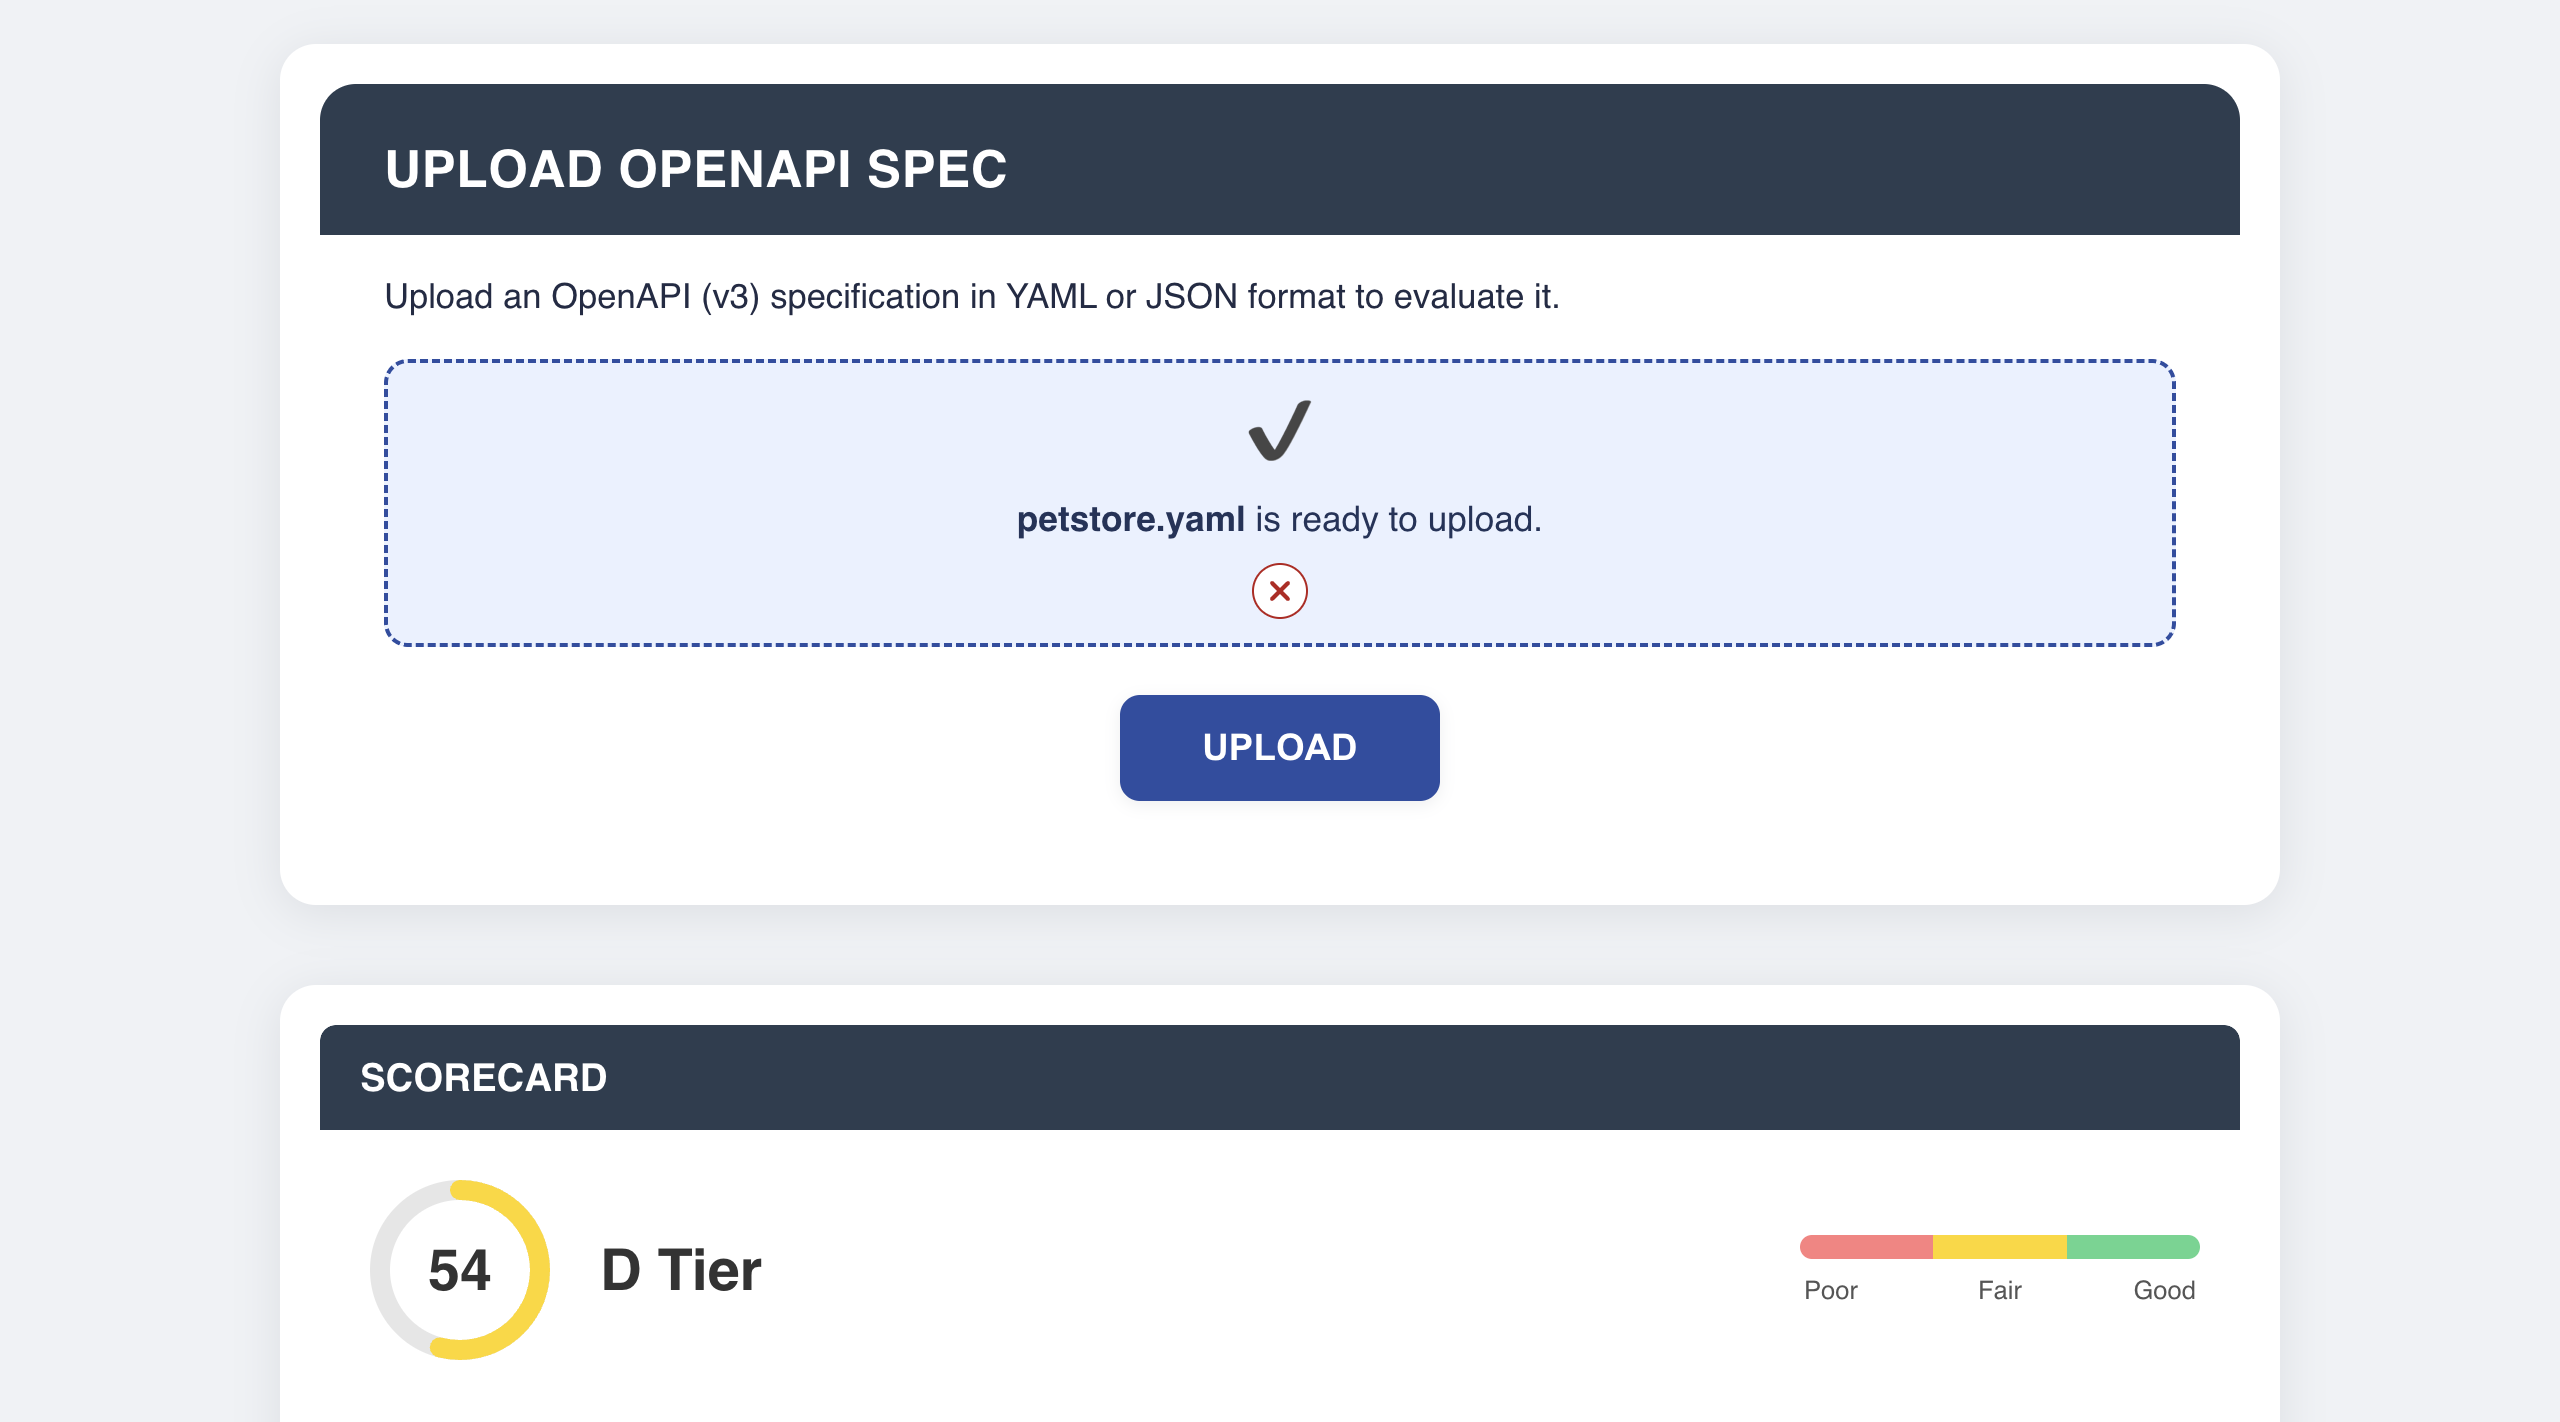 UPLOAD OPENAPI SPEC
Upload an OpenAPI (v3) specification in YAML or JSON format to evaluate it.
petstore.yaml is ready to upload.
UPLOAD
SCORECARD
54
D Tier
Poor Fair Good